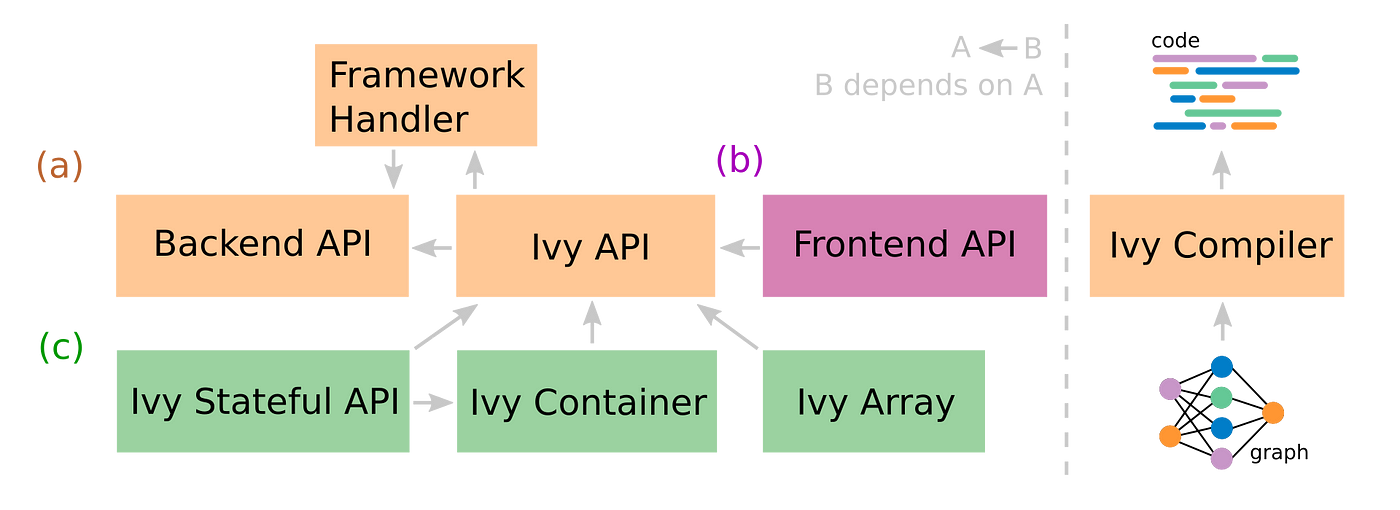 code
A B
B depends on A
Framework
Handler
(a)
(b)
Backend API
Ivy API
Frontend API
Ivy Compiler
(c)
Ivy Stateful API
Ivy Container
Ivy Array
graph